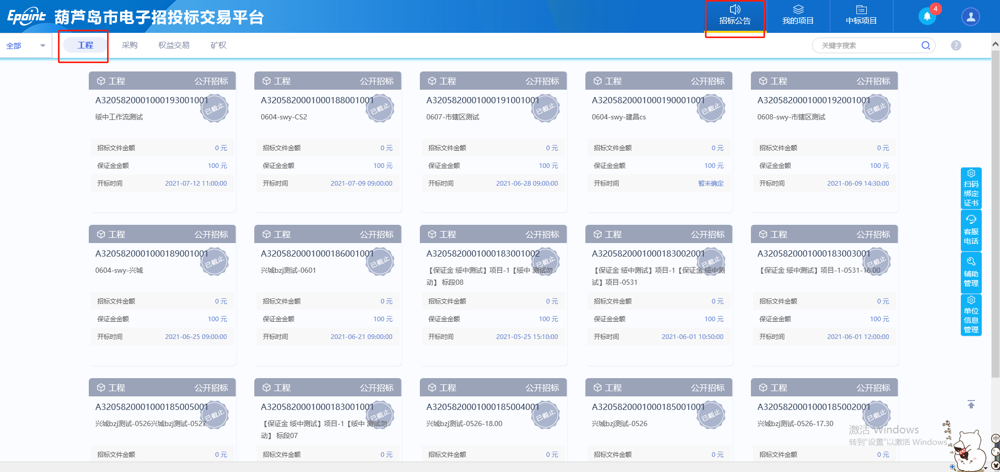 Epoint 葫芦岛市电子招投标交易平台
招标公告
我的项目
中标项目
4
全部
工程
采购
权益交易
矿权
关键字搜索
?
工程 公开招标
A3205820001000193001001
已截止
绥中工作流测试
招标文件金额 0 元
保证金金额 100 元
开标时间 2021-07-12 11:00:00
工程 公开招标
A3205820001000188001001
已截止
0604-swy-CS2
招标文件金额 0 元
保证金金额 100 元
开标时间 2021-07-09 09:00:00
工程 公开招标
A3205820001000191001001
已截止
0607-市辖区测试
招标文件金额 0 元
保证金金额 100 元
开标时间 2021-06-28 09:00:00
工程 公开招标
A3205820001000190001001
已截止
0604-swy-建昌cs
招标文件金额 0 元
保证金金额 100 元
开标时间 暂未确定
工程 公开招标
A3205820001000192001001
已截止
0608-swy-市辖区测试
招标文件金额 0 元
保证金金额 100 元
开标时间 2021-06-09 14:30:00
工程 公开招标
A3205820001000189001001
已截止
0604-swy-兴城
招标文件金额 0 元
保证金金额 100 元
开标时间 2021-06-25 09:00:00
工程 公开招标
A3205820001000186001001
已截止
兴城bzj测试-0601
招标文件金额 0 元
保证金金额 100 元
开标时间 2021-06-21 09:00:00
工程 公开招标
A3205820001000183001002
已截止
【保证金 绥中测试】项目-1【绥中 测试勿
动】 标段08
招标文件金额 0 元
保证金金额 100 元
开标时间 2021-05-25 15:10:00
工程 公开招标
A3205820001000183002001
已截止
【保证金 绥中测试】项目-1【保证金 绥中测
试】项目-0531
招标文件金额 0 元
保证金金额 100 元
开标时间 2021-06-01 10:50:00
工程 公开招标
A3205820001000183003001
已截止
【保证金 绥中测试】项目-1-0531-16.00
招标文件金额 0 元
保证金金额 100 元
开标时间 2021-06-01 12:00:00
工程 公开招标
A3205820001000185005001
已截止
兴城bzj测试-0526兴城bzj测试-0527
招标文件金额 0 元
工程 公开招标
A3205820001000183001001
已截止
【保证金 绥中测试】项目-1【绥中 测试勿
动】 标段07
招标文件金额 0 元
工程 公开招标
A3205820001000185004001
已截止
兴城bzj测试-0526-18.00
招标文件金额 0 元
工程 公开招标
A3205820001000185001001
已截止
兴城bzj测试-0526
招标文件金额 0 元
工程 公开招标
A3205820001000185002001
已截止
兴城bzj测试-0526-17.30
招标文件金额 0 元
扫码
绑定
证书
客服
电话
辅助
管理
单位
信息
管理
激活 Windows
转到"设置"以激活 Windows。
吨
吨
吨
中